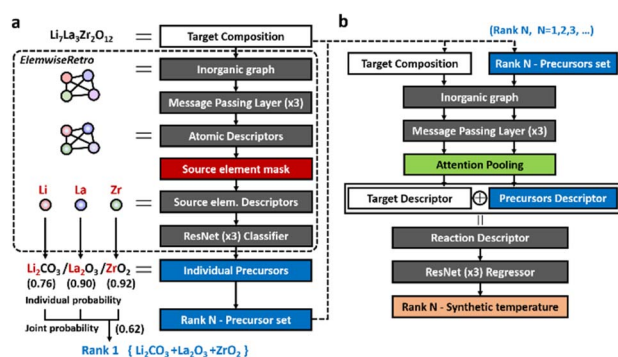 a
Li7La3Zr2O12
=
Target Composition
ElemwiseRetro
=
Inorganic graph
Message Passing Layer (x3)
=
Atomic Descriptors
Source element mask
Li La Zr
=
Source elem. Descriptors
ResNet (x3) Classifier
Li2CO3/La2O3/ZrO2
=
Individual Precursors
(0.76) (0.90) (0.92)
Individual probability
Joint probability
(0.62)
Rank N - Precursor set
Rank 1 { Li2CO3+La2O3+ZrO2 }
b
(Rank N, N=1,2,3, ...)
Target Composition
Rank N - Precursors set
Inorganic graph
Message Passing Layer (x3)
Attention Pooling
Target Descriptor ⊕ Precursors Descriptor
=
Reaction Descriptor
ResNet (x3) Regressor
Rank N - Synthetic temperature